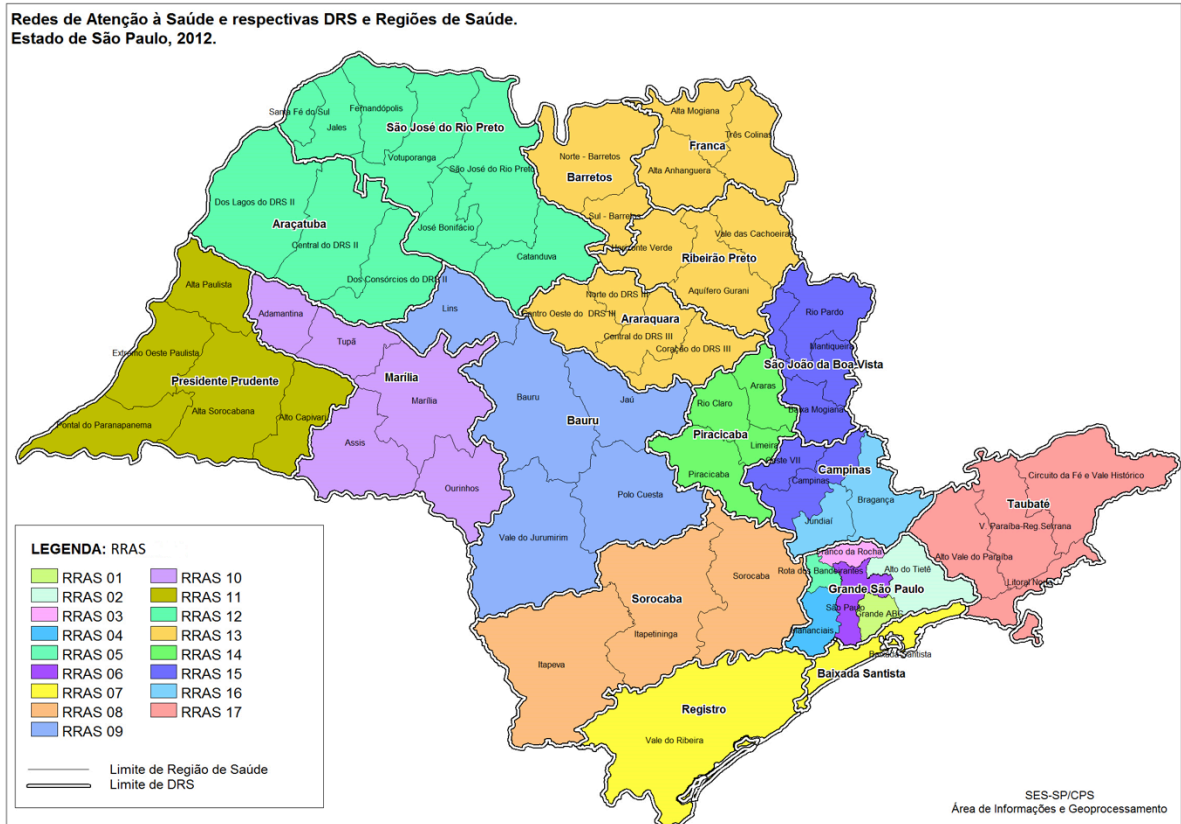 Redes de Atenção à Saúde e respectivas DRS e Regiões de Saúde.
Estado de São Paulo, 2012.
Santa Fé do Sul
Fernandópolis
Jales
São José do Rio Preto
Votuporanga
São José do Rio Preto
José Bonifácio
Catanduva
Dos Lagos do DRS II
Araçatuba
Central do DRS II
Dos Consórcios do DRS II
Norte - Barretos
Barretos
Sul - Barretos
Alta Mogiana
Três Colinas
Franca
Alta Anhanguera
Horizonte Verde
Vale das Cachoeiras
Ribeirão Preto
Aquífero Gurani
Norte do DRS III
Centro Oeste do DRS III
Araraquara
Central do DRS III
Coração do DRS III
Alta Paulista
Extremo Oeste Paulista
Presidente Prudente
Alta Sorocabana
Alto Capivari
Pontal do Paranapanema
Adamantina
Tupã
Marília
Marília
Assis
Ourinhos
Lins
Bauru
Jaú
Bauru
Polo Cuesta
Vale do Jurumirim
Rio Pardo
Mantiqueira
São João da Boa Vista
Baixa Mogiana
Araras
Rio Claro
Limeira
Piracicaba
Piracicaba
Oeste VII
Campinas
Campinas
Bragança
Jundiaí
Circuito da Fé e Vale Histórico
Taubaté
V. Paraíba-Reg.Serrana
Alto Vale do Paraíba
Litoral Norte
Franco da Rocha
Alto do Tietê
Rota dos Bandeirantes
Grande São Paulo
São Paulo
Grande ABC
Mananciais
Sorocaba
Sorocaba
Itapetininga
Itapeva
Baixada Santista
Baixada Santista
Registro
Vale do Ribeira
LEGENDA: RRAS
RRAS 01
RRAS 02
RRAS 03
RRAS 04
RRAS 05
RRAS 06
RRAS 07
RRAS 08
RRAS 09
RRAS 10
RRAS 11
RRAS 12
RRAS 13
RRAS 14
RRAS 15
RRAS 16
RRAS 17
Limite de Região de Saúde
Limite de DRS
SES-SP/CPS
Área de Informações e Geoprocessamento